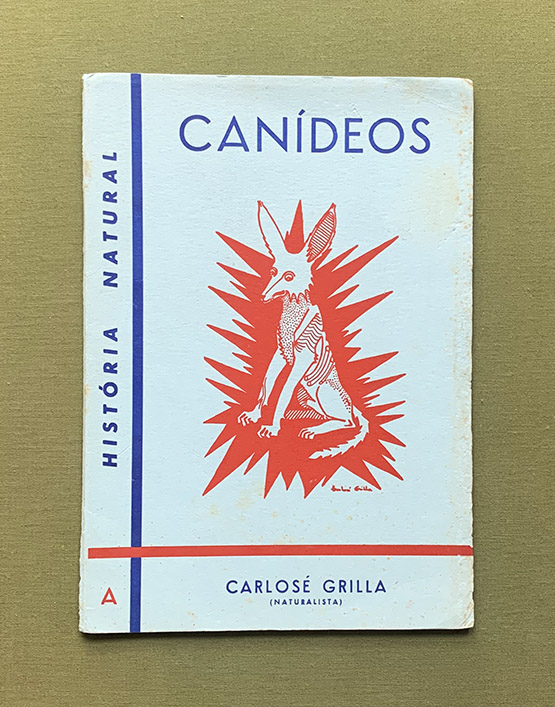 CANÍDEOS
HISTÓRIA NATURAL
A
CARLOSÉ GRILLA
(NATURALISTA)